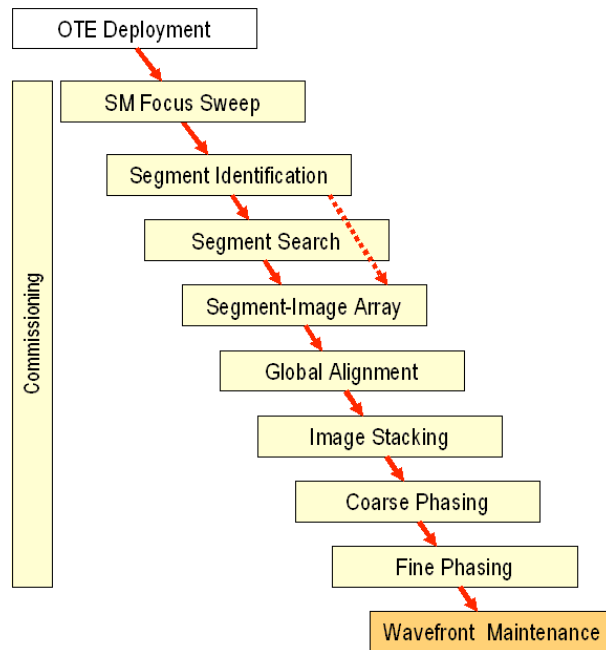 OTE Deployment
SM Focus Sweep
Segment Identification
Segment Search
Segment-Image Array
Global Alignment
Image Stacking
Coarse Phasing
Fine Phasing
Wavefront Maintenance
Commissioning